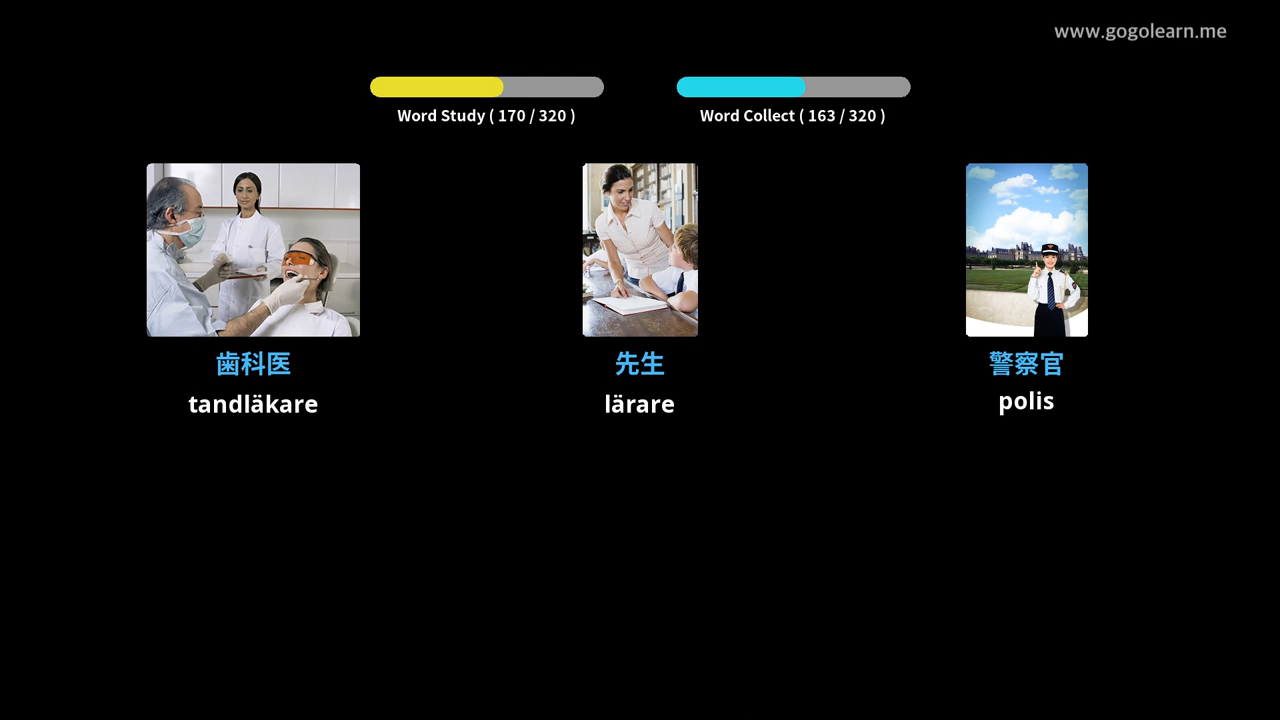 www.gogolearn.me
Word Study ( 170 / 320 )
Word Collect ( 163 / 320 )
歯科医
先生
警察官
tandläkare
lärare
polis